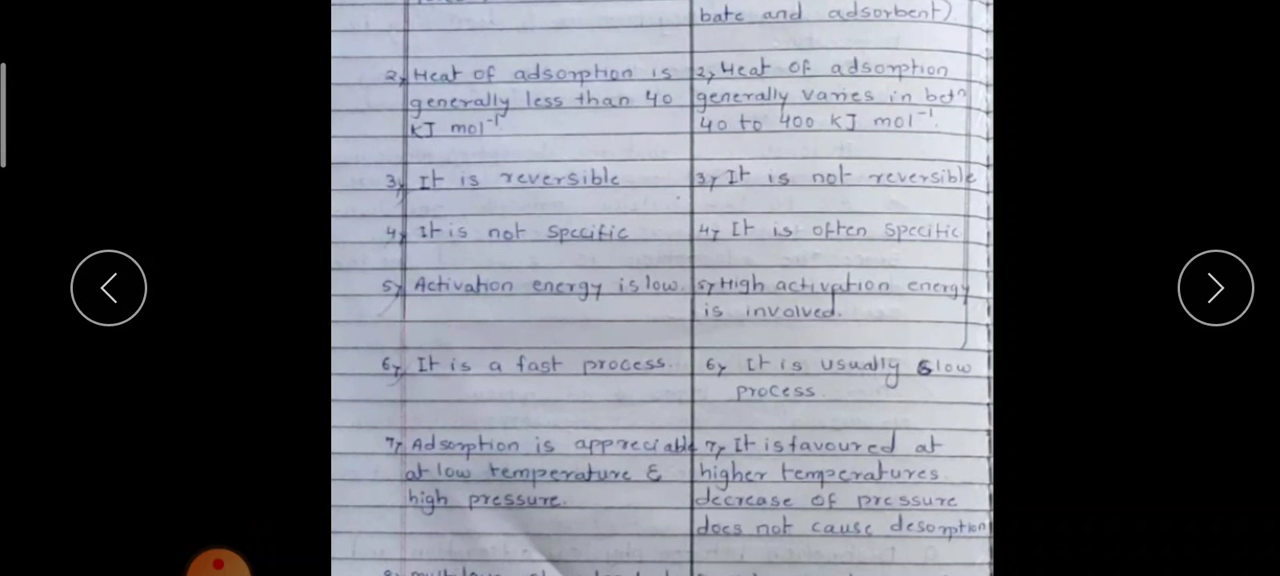 bate and adsorbent)
2, Heat of adsorption is
generally less than 40
KJ mol⁻¹
3, It is reversible
4, It is not specific
5, Activation energy is low.
6, It is a fast process.
7, Adsorption is appreciable
at low temperature &
high pressure.
2, Heat of adsorption
generally varies in betⁿ
40 to 400 KJ mol⁻¹.
3, It is not reversible
4, It is often specific
5, High activation energy
is involved.
6, It is usually slow
process.
7, It is favoured at
higher temperatures.
decrease of pressure
does not cause desorption